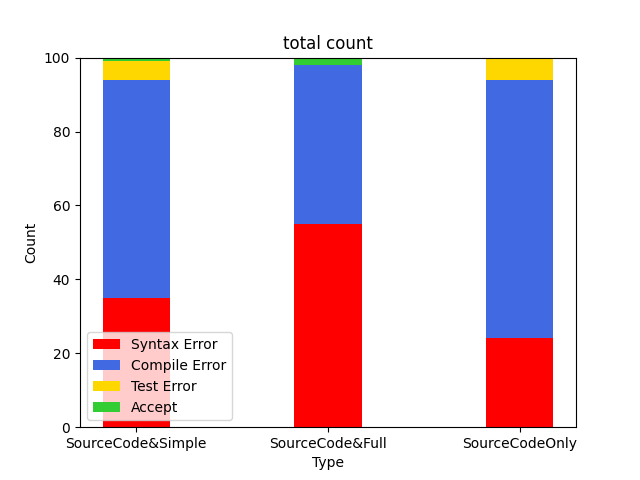 total count
100
80
60
40
20
0
Count
Syntax Error
Compile Error
Test Error
Accept
SourceCode&Simple
SourceCode&Full
SourceCodeOnly
Type